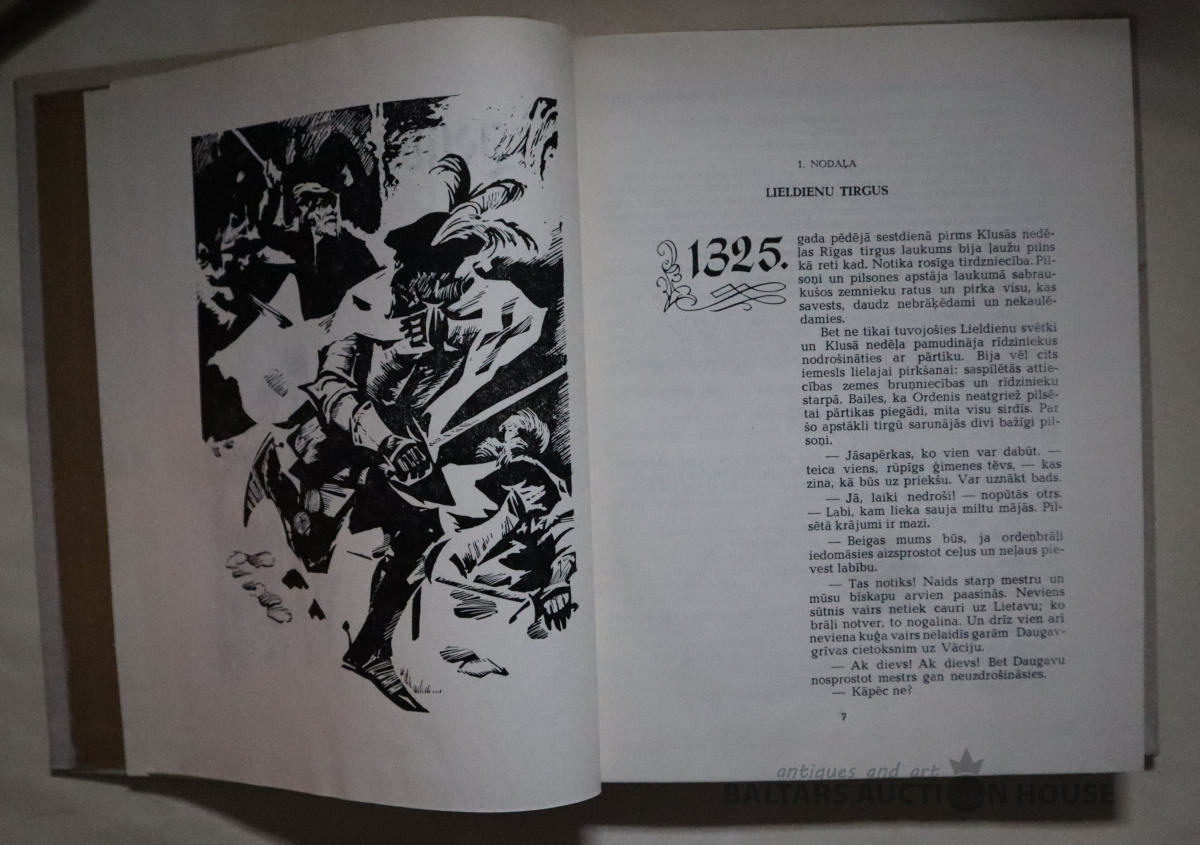 1. NODAĻA
LIELDIENU TIRGUS
1325. gada pēdējā sestdienā pirms Klusās nedē-
ļas Rīgas tirgus laukums bija ļaužu pilns
kā reti kad. Notika rosīga tirdzniecība. Pil-
soņi un pilsones apstāja laukumā sabrau-
kušos zemnieku ratus un pirka visu, kas
savests, daudz nebrāķēdami un nekaulē-
damies.
Bet ne tikai tuvojošies Lieldienu svētki
un Klusā nedēļa pamudināja rīdziniekus
nodrošināties ar pārtiku. Bija vēl cits
iemesls lielajai pirkšanai: saspīlētās attie-
cības zemes bruņniecības un rīdzinieku
starpā. Bailes, ka Ordenis neatgriež pilsē-
tai pārtikas piegādi, mita visu sirdīs. Par
šo apstākli tirgū sarunājās divi bažīgi pil-
soņi.
— Jāsapērkas, ko vien var dabūt, —
teica viens, rūpīgs ģimenes tēvs, — kas
zina, kā būs uz priekšu. Var uznākt bads.
— Jā, laiki nedroši! — nopūtās otrs.
— Labi, kam lieka sauja miltu mājās. Pil-
sētā krājumi ir mazi.
— Beigas mums būs, ja ordeņbrāļi
iedomāsies aizsprostot ceļus un neļaus pie-
vest labību.
— Tas notiks! Naids starp mestru un
mūsu bīskapu arvien paasinās. Neviens
sūtnis vairs netiek cauri uz Lietavu; ko
brāļi notver, to nogalina. Un drīz vien arī
neviena kuģa vairs nelaidīs garām Daugav-
grīvas cietoksnim uz Vāciju.
— Ak dievs! Ak dievs! Bet Daugavu
nosprostot mestrs gan neuzdrošināsies.
— Kāpēc ne?
7
antiques and art
BALTARS AUCTION HOUSE